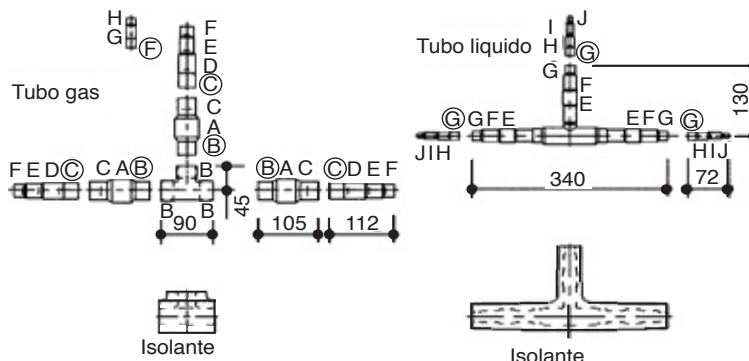 Tubo gas
H
G Ⓕ
F
E
D
Ⓒ
C
A
Ⓑ
F E D Ⓒ
C A Ⓑ
B
B B
Ⓑ A C
Ⓒ D E F
45
90
105
112
Isolante
Tubo liquido
I J
H Ⓖ
G
F
E
130
J I H Ⓖ
G F E
E F G
Ⓖ
H I J
340
72
Isolante